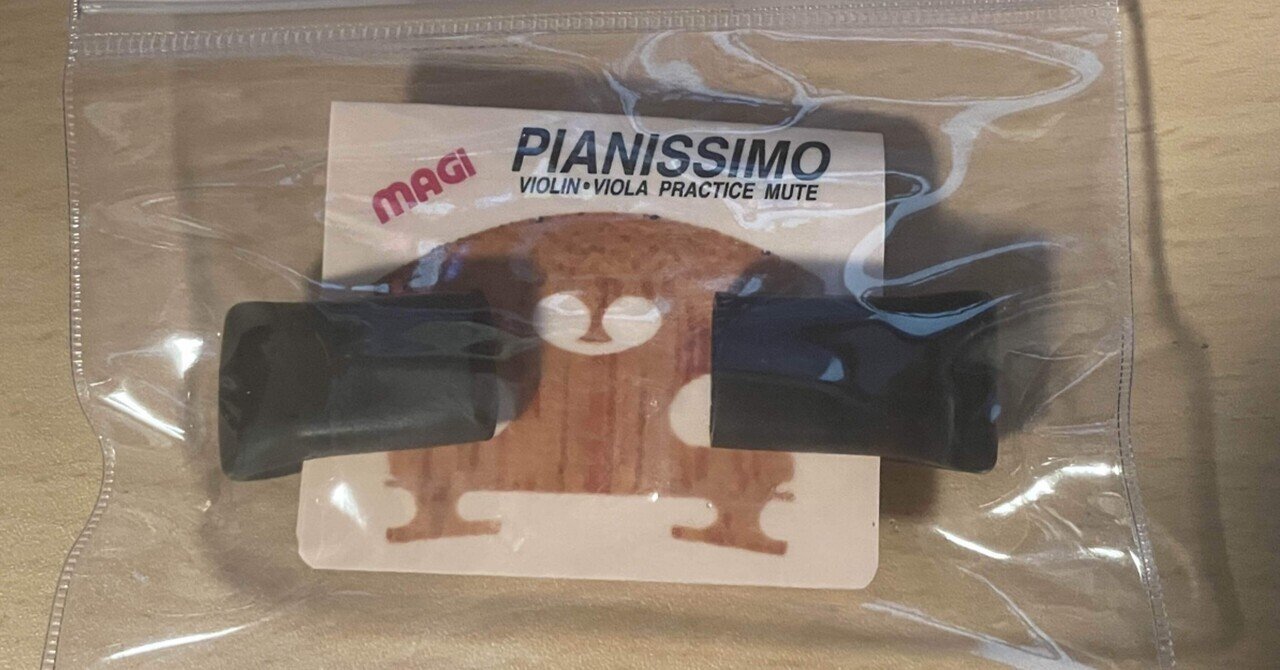 MAGi
PIANISSIMO
VIOLIN•VIOLA PRACTICE MUTE